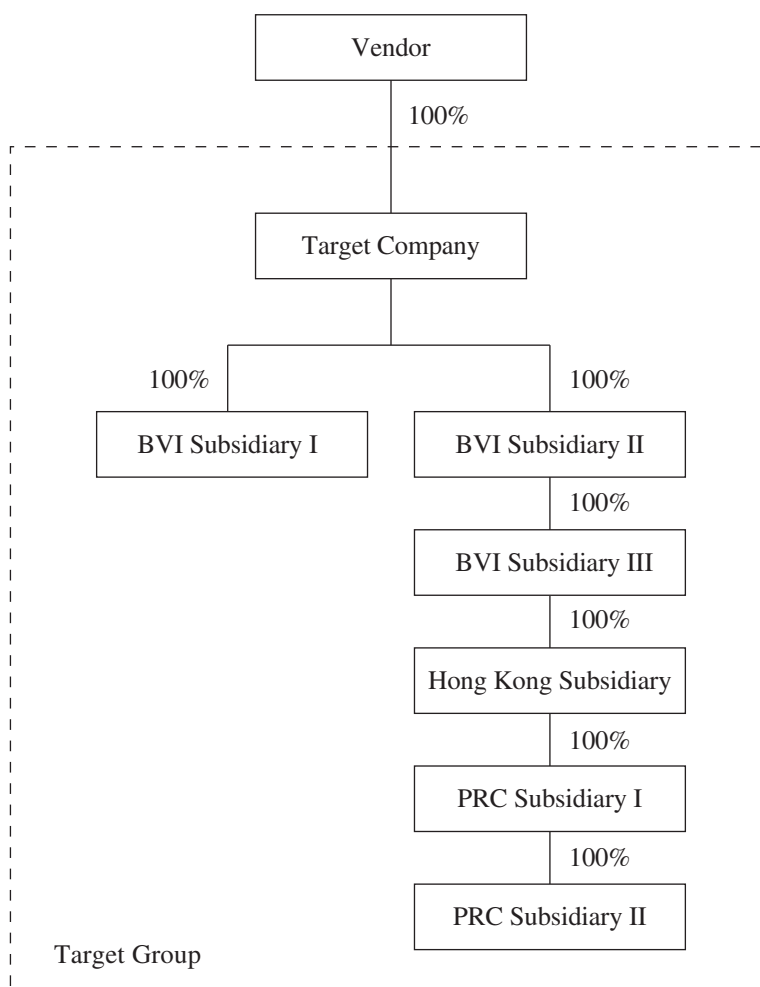 Vendor
100%
Target Company
100%
100%
BVI Subsidiary I
BVI Subsidiary II
100%
BVI Subsidiary III
100%
Hong Kong Subsidiary
100%
PRC Subsidiary I
100%
PRC Subsidiary II
Target Group